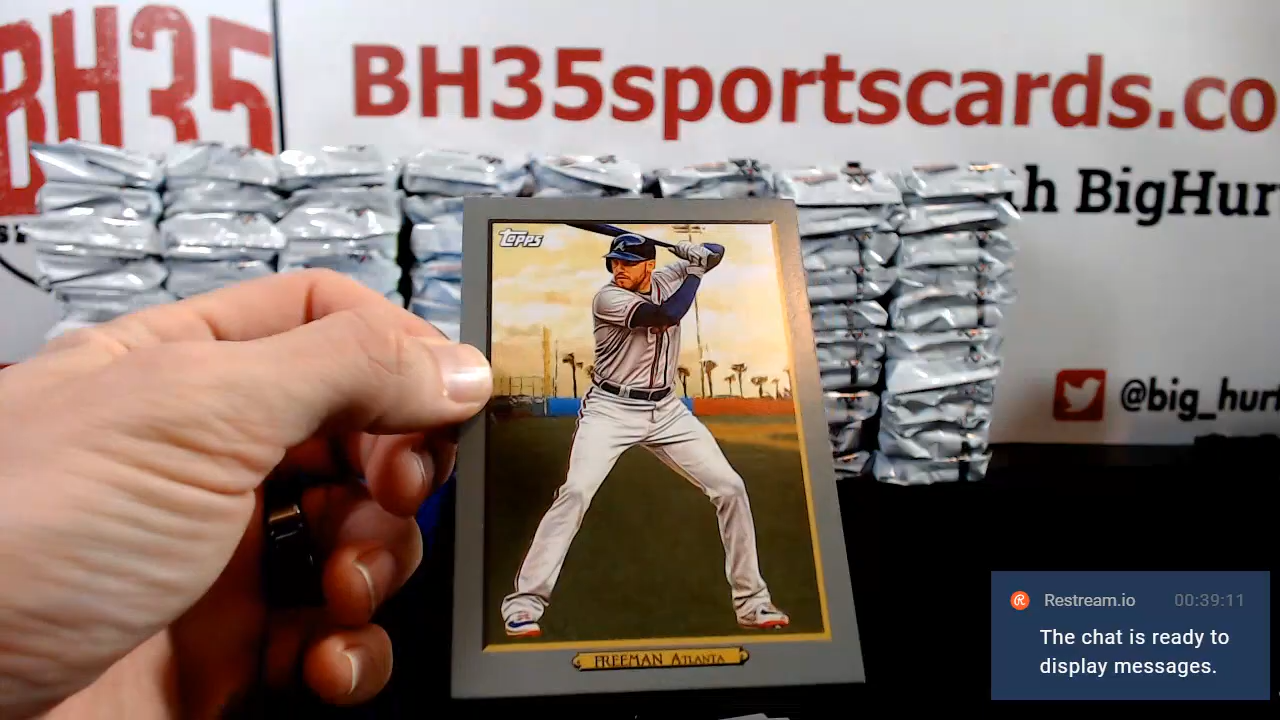 BH35
BH35sportscards.co
h BigHur
@big_hurt
Topps
FREEMAN ATLANTA
Restream.io 00:39:11
The chat is ready to
display messages.